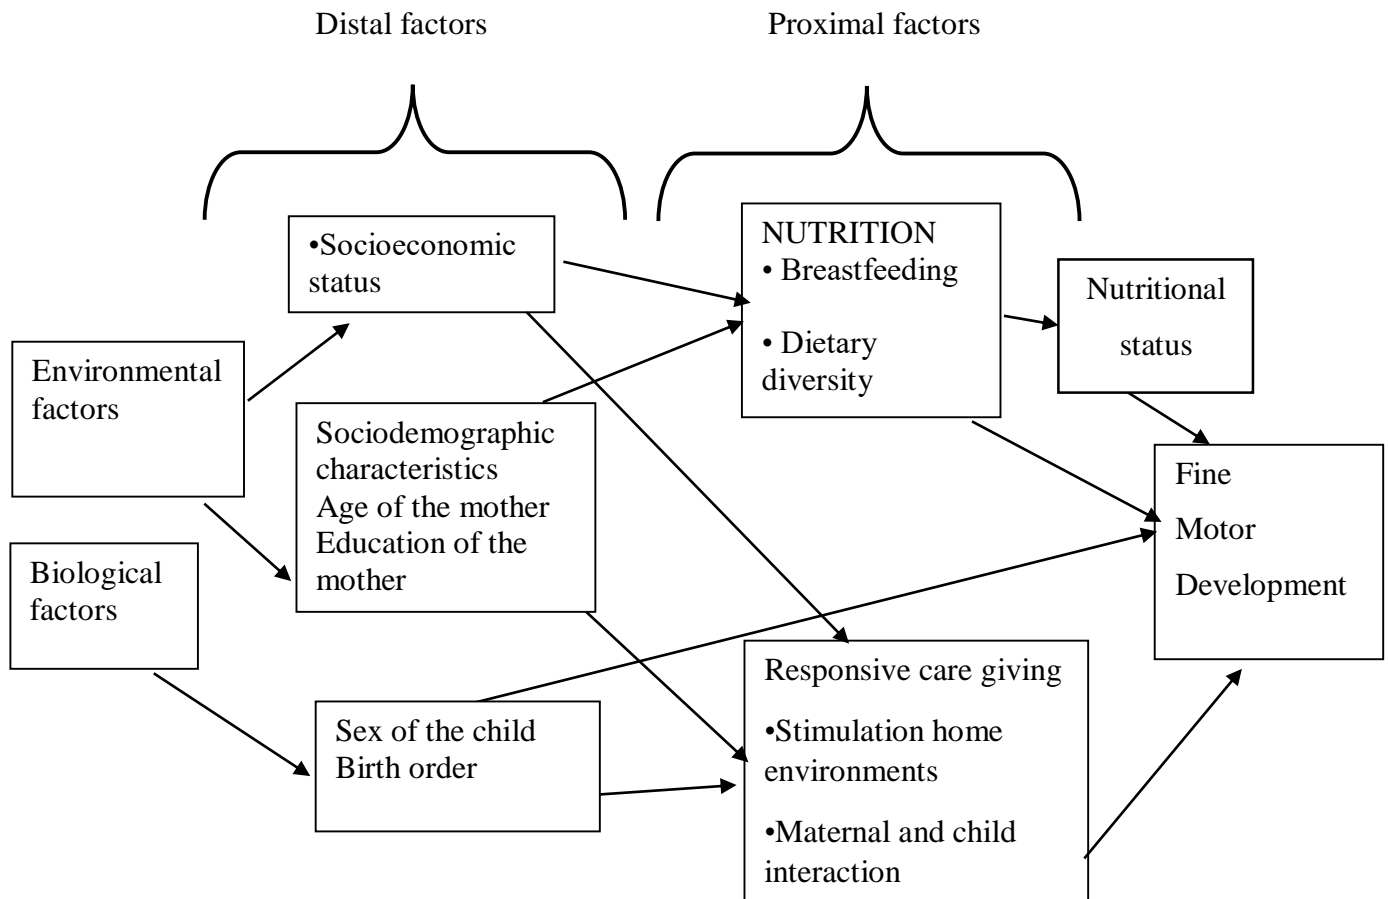 Distal factors
Proximal factors
•Socioeconomic
status
NUTRITION
• Breastfeeding
• Dietary
diversity
Nutritional
status
Environmental
factors
Sociodemographic
characteristics
Age of the mother
Education of the
mother
Fine
Motor
Development
Biological
factors
Sex of the child
Birth order
Responsive care giving
•Stimulation home
environments
•Maternal and child
interaction